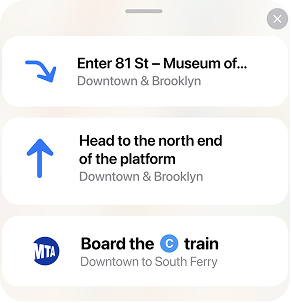 Enter 81 St – Museum of...
Downtown & Brooklyn
Head to the north end
of the platform
Downtown & Brooklyn
MTA
Board the C train
Downtown to South Ferry